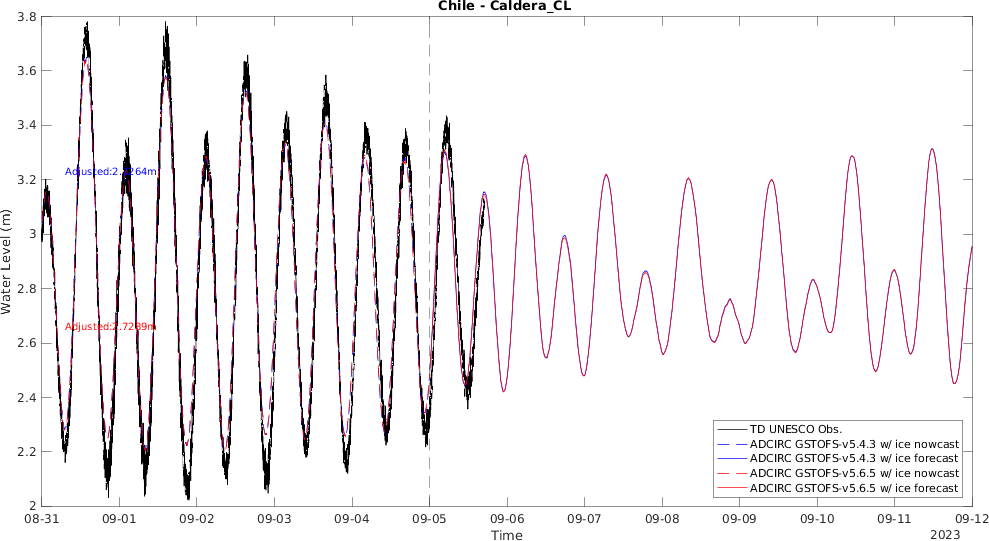 Chile - Caldera_CL
3.8
3.6
3.4
3.2
3
2.8
2.6
2.4
2.2
2
Water Level (m)
TD UNESCO Obs.
ADCIRC GSTOFS-v5.4.3 w/ ice nowcast
ADCIRC GSTOFS-v5.4.3 w/ ice forecast
ADCIRC GSTOFS-v5.6.5 w/ ice nowcast
ADCIRC GSTOFS-v5.6.5 w/ ice forecast
08-31 09-01 09-02 09-03 09-04 09-05 09-06 09-07 09-08 09-09 09-10 09-11 09-12
Time
2023